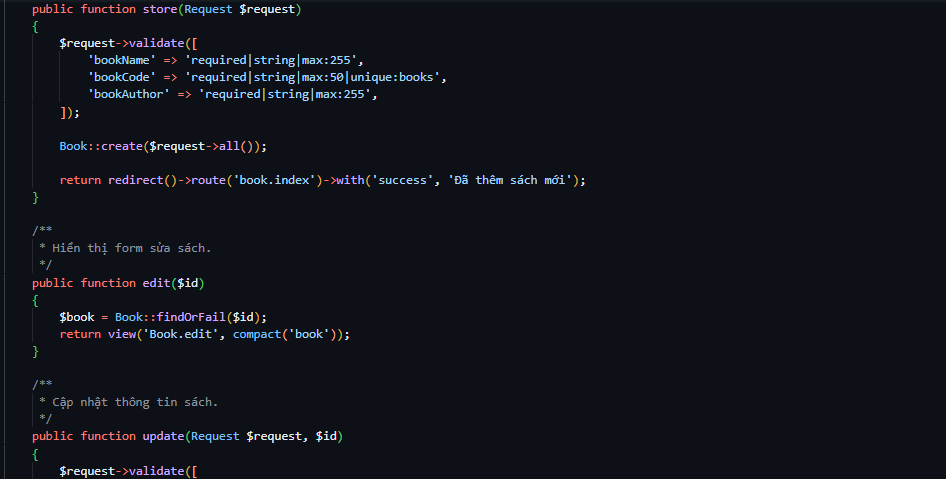 public function store(Request $request)
{
$request->validate([
'bookName' => 'required|string|max:255',
'bookCode' => 'required|string|max:50|unique:books',
'bookAuthor' => 'required|string|max:255',
]);
Book::create($request->all());
return redirect()->route('book.index')->with('success', 'Đã thêm sách mới');
}
/**
* Hiển thị form sửa sách.
*/
public function edit($id)
{
$book = Book::findOrFail($id);
return view('Book.edit', compact('book'));
}
/**
* Cập nhật thông tin sách.
*/
public function update(Request $request, $id)
{
$request->validate([